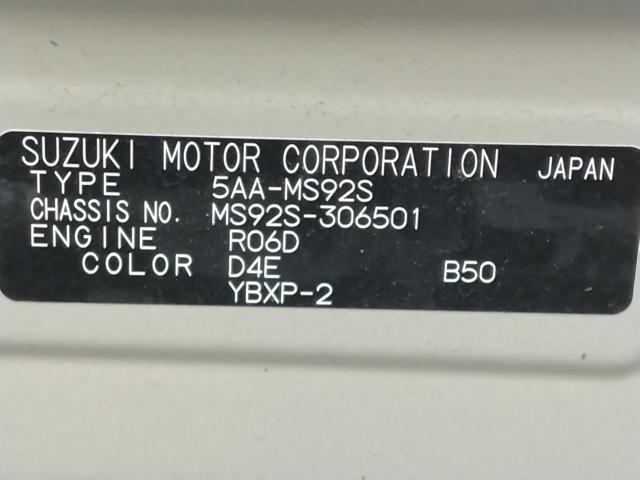 SUZUKI MOTOR CORPORATION JAPAN
TYPE 5AA-MS92S
CHASSIS NO. MS92S-306501
ENGINE R06D
COLOR D4E B50
YBXP-2